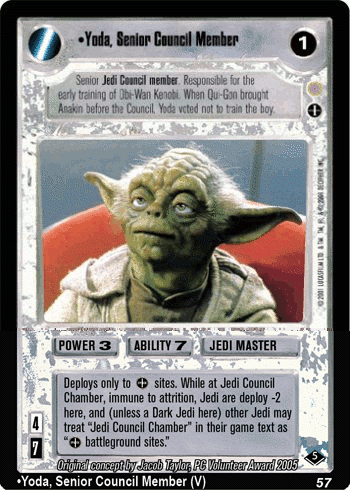 •Yoda, Senior Council Member
1
Senior Jedi Council member. Responsible for the
early training of Obi-Wan Kenobi. When Qui-Gon brought
Anakin before the Council, Yoda voted not to train the boy.
POWER 3
ABILITY 7
JEDI MASTER
Deploys only to sites. While at Jedi Council
Chamber, immune to attrition, Jedi are deploy -2
here, and (unless a Dark Jedi here) other Jedi may
treat "Jedi Council Chamber" in their game text as
" battleground sites."
4
7
5
Original concept by Jacob Taylor, PC Volunteer Award 2005
•Yoda, Senior Council Member (V)
57